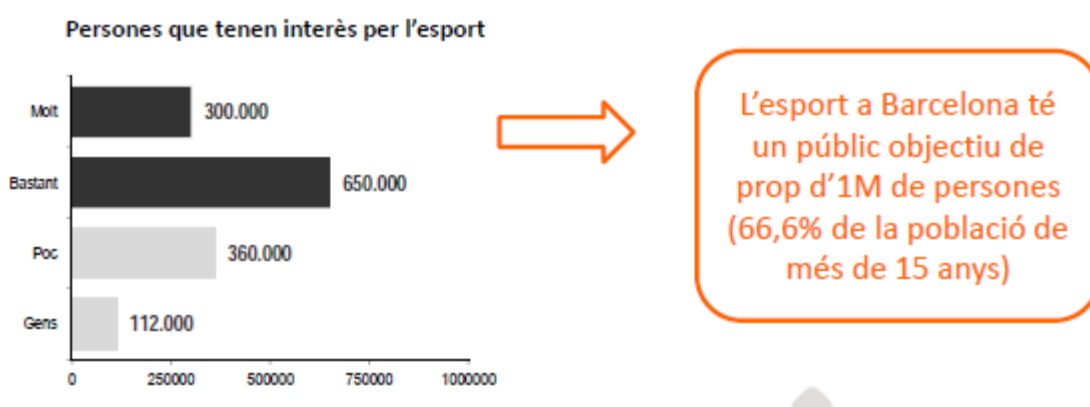 Persones que tenen interès per l'esport
Molt
300.000
Bastant
650.000
Poc
360.000
Gens
112.000
0 250000 500000 750000 1000000
L'esport a Barcelona té
un públic objectiu de
prop d'1M de persones
(66,6% de la població de
més de 15 anys)